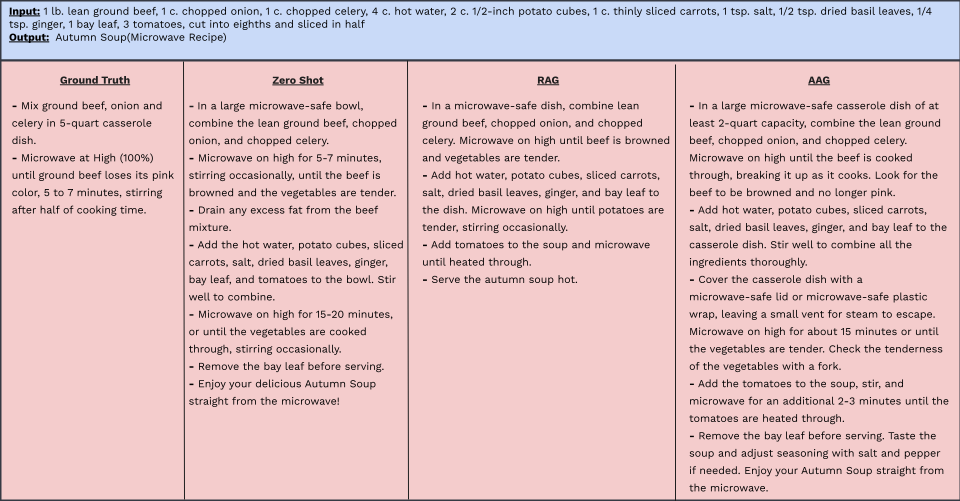 Input: 1 lb. lean ground beef, 1 c. chopped onion, 1 c. chopped celery, 4 c. hot water, 2 c. 1/2-inch potato cubes, 1 c. thinly sliced carrots, 1 tsp. salt, 1/2 tsp. dried basil leaves, 1/4
tsp. ginger, 1 bay leaf, 3 tomatoes, cut into eighths and sliced in half
Output: Autumn Soup(Microwave Recipe)
Ground Truth
- Mix ground beef, onion and
celery in 5-quart casserole
dish.
- Microwave at High (100%)
until ground beef loses its pink
color, 5 to 7 minutes, stirring
after half of cooking time.
Zero Shot
- In a large microwave-safe bowl,
combine the lean ground beef, chopped
onion, and chopped celery.
- Microwave on high for 5-7 minutes,
stirring occasionally, until the beef is
browned and the vegetables are tender.
- Drain any excess fat from the beef
mixture.
- Add the hot water, potato cubes, sliced
carrots, salt, dried basil leaves, ginger,
bay leaf, and tomatoes to the bowl. Stir
well to combine.
- Microwave on high for 15-20 minutes,
or until the vegetables are cooked
through, stirring occasionally.
- Remove the bay leaf before serving.
- Enjoy your delicious Autumn Soup
straight from the microwave!
RAG
- In a microwave-safe dish, combine lean
ground beef, chopped onion, and chopped
celery. Microwave on high until beef is browned
and vegetables are tender.
- Add hot water, potato cubes, sliced carrots,
salt, dried basil leaves, ginger, and bay leaf to
the dish. Microwave on high until potatoes are
tender, stirring occasionally.
- Add tomatoes to the soup and microwave
until heated through.
- Serve the autumn soup hot.
AAG
- In a large microwave-safe casserole dish of at
least 2-quart capacity, combine the lean ground
beef, chopped onion, and chopped celery.
Microwave on high until the beef is cooked
through, breaking it up as it cooks. Look for the
beef to be browned and no longer pink.
- Add hot water, potato cubes, sliced carrots,
salt, dried basil leaves, ginger, and bay leaf to the
casserole dish. Stir well to combine all the
ingredients thoroughly.
- Cover the casserole dish with a
microwave-safe lid or microwave-safe plastic
wrap, leaving a small vent for steam to escape.
Microwave on high for about 15 minutes or until
the vegetables are tender. Check the tenderness
of the vegetables with a fork.
- Add the tomatoes to the soup, stir, and
microwave for an additional 2-3 minutes until the
tomatoes are heated through.
- Remove the bay leaf before serving. Taste the
soup and adjust seasoning with salt and pepper
if needed. Enjoy your Autumn Soup straight from
the microwave.